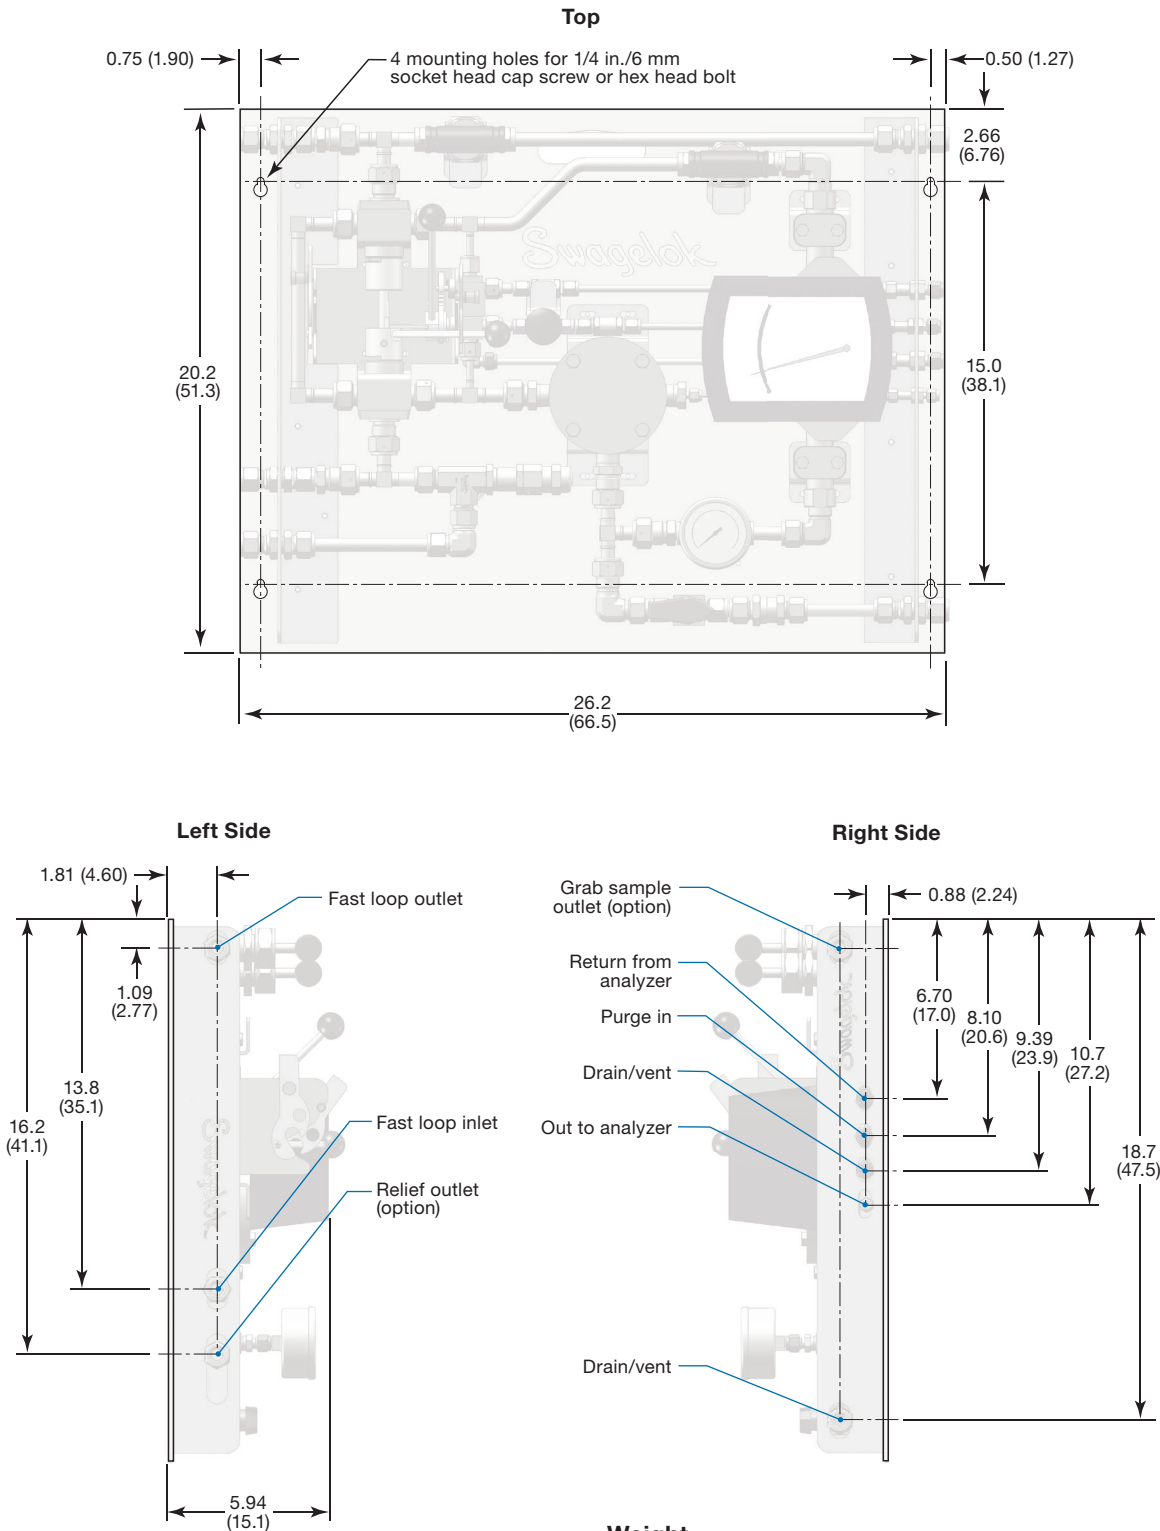 Top
0.75 (1.90)
4 mounting holes for 1/4 in./6 mm
socket head cap screw or hex head bolt
0.50 (1.27)
2.66
(6.76)
Swagelok
20.2
(51.3)
15.0
(38.1)
26.2
(66.5)
Left Side
1.81 (4.60)
Fast loop outlet
1.09
(2.77)
13.8
(35.1)
16.2
(41.1)
Fast loop inlet
Relief outlet
(option)
Swagelok
5.94
(15.1)
Right Side
Grab sample
outlet (option)
0.88 (2.24)
Return from
analyzer
Purge in
Drain/vent
Out to analyzer
Swagelok
6.70
(17.0)
8.10
(20.6)
9.39
(23.9)
10.7
(27.2)
18.7
(47.5)
Drain/vent